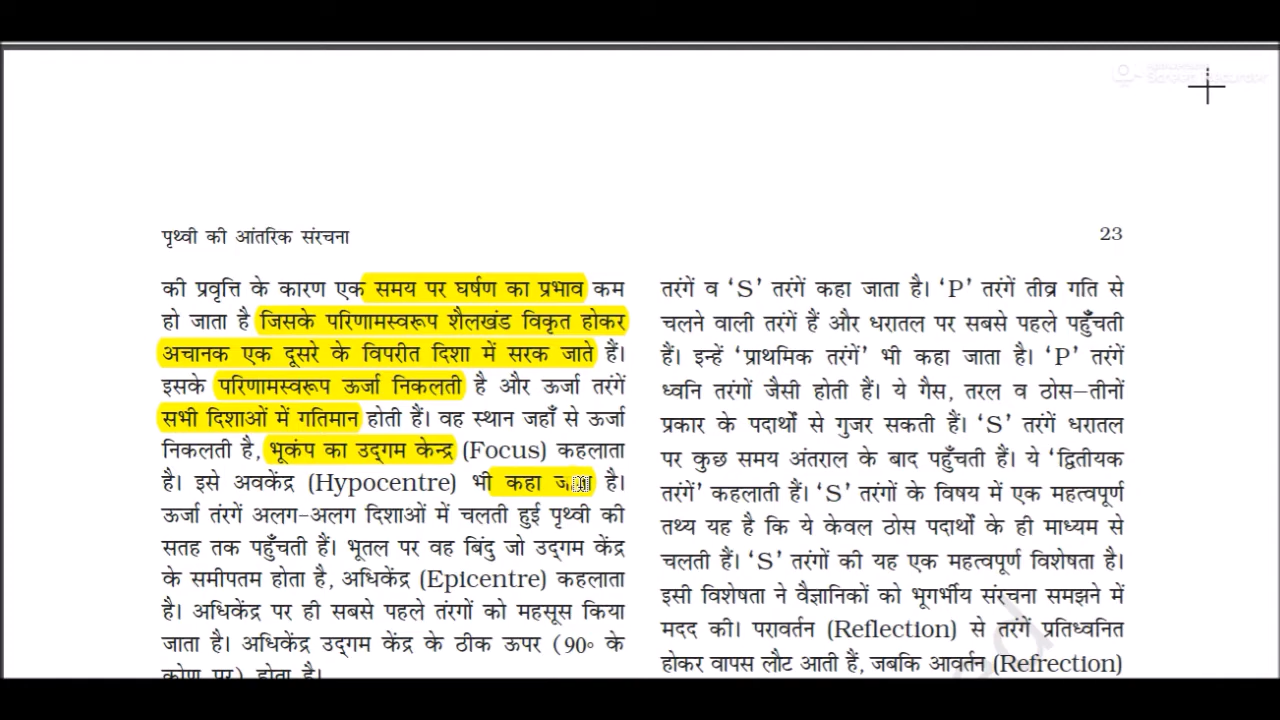 Screen Recorder
पृथ्वी की आंतरिक संरचना
23
की प्रवृत्ति के कारण एक समय पर घर्षण का प्रभाव कम
हो जाता है जिसके परिणामस्वरूप शैलखंड विकृत होकर
अचानक एक दूसरे के विपरीत दिशा में सरक जाते हैं।
इसके परिणामस्वरूप ऊर्जा निकलती है और ऊर्जा तरंगें
सभी दिशाओं में गतिमान होती हैं। वह स्थान जहाँ से ऊर्जा
निकलती है, भूकंप का उद्‌गम केन्द्र (Focus) कहलाता
है। इसे अवकेंद्र (Hypocentre) भी कहा है।
ऊर्जा तरंगें अलग-अलग दिशाओं में चलती हुई पृथ्वी की
सतह तक पहुँचती हैं। भूतल पर वह बिंदु जो उद्‌गम केंद्र
के समीपतम होता है, अधिकेंद्र (Epicentre) कहलाता
है। अधिकेंद्र पर ही सबसे पहले तरंगों को महसूस किया
जाता है। अधिकेंद्र उद्‌गम केंद्र के ठीक ऊपर (90° के
कोण पर) होता है।
तरंगें व ‘S’ तरंगें कहा जाता है। ‘P’ तरंगें तीव्र गति से
चलने वाली तरंगें हैं और धरातल पर सबसे पहले पहुँचती
हैं। इन्हें ‘प्राथमिक तरंगें’ भी कहा जाता है। ‘P’ तरंगें
ध्वनि तरंगों जैसी होती हैं। ये गैस, तरल व ठोस-तीनों
प्रकार के पदार्थों से गुजर सकती हैं। ‘S’ तरंगें धरातल
पर कुछ समय अंतराल के बाद पहुँचती हैं। ये ‘द्वितीयक
तरंगें’ कहलाती हैं। ‘S’ तरंगों के विषय में एक महत्वपूर्ण
तथ्य यह है कि ये केवल ठोस पदार्थों के ही माध्यम से
चलती हैं। ‘S’ तरंगों की यह एक महत्वपूर्ण विशेषता है।
इसी विशेषता ने वैज्ञानिकों को भूगर्भीय संरचना समझने में
मदद की। परावर्तन (Reflection) से तरंगें प्रतिध्वनित
होकर वापस लौट आती हैं, जबकि आवर्तन (Refrection)